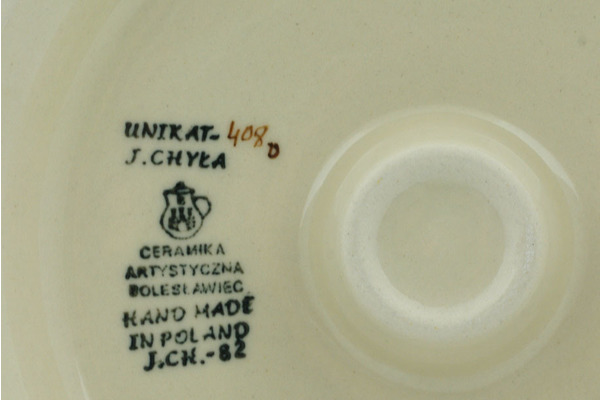 UNIKAT-408D
J.CHYŁA
CERAMIKA
ARTYSTYCZNA
BOLESŁAWIEC
HAND MADE
IN POLAND
J.CH.-82